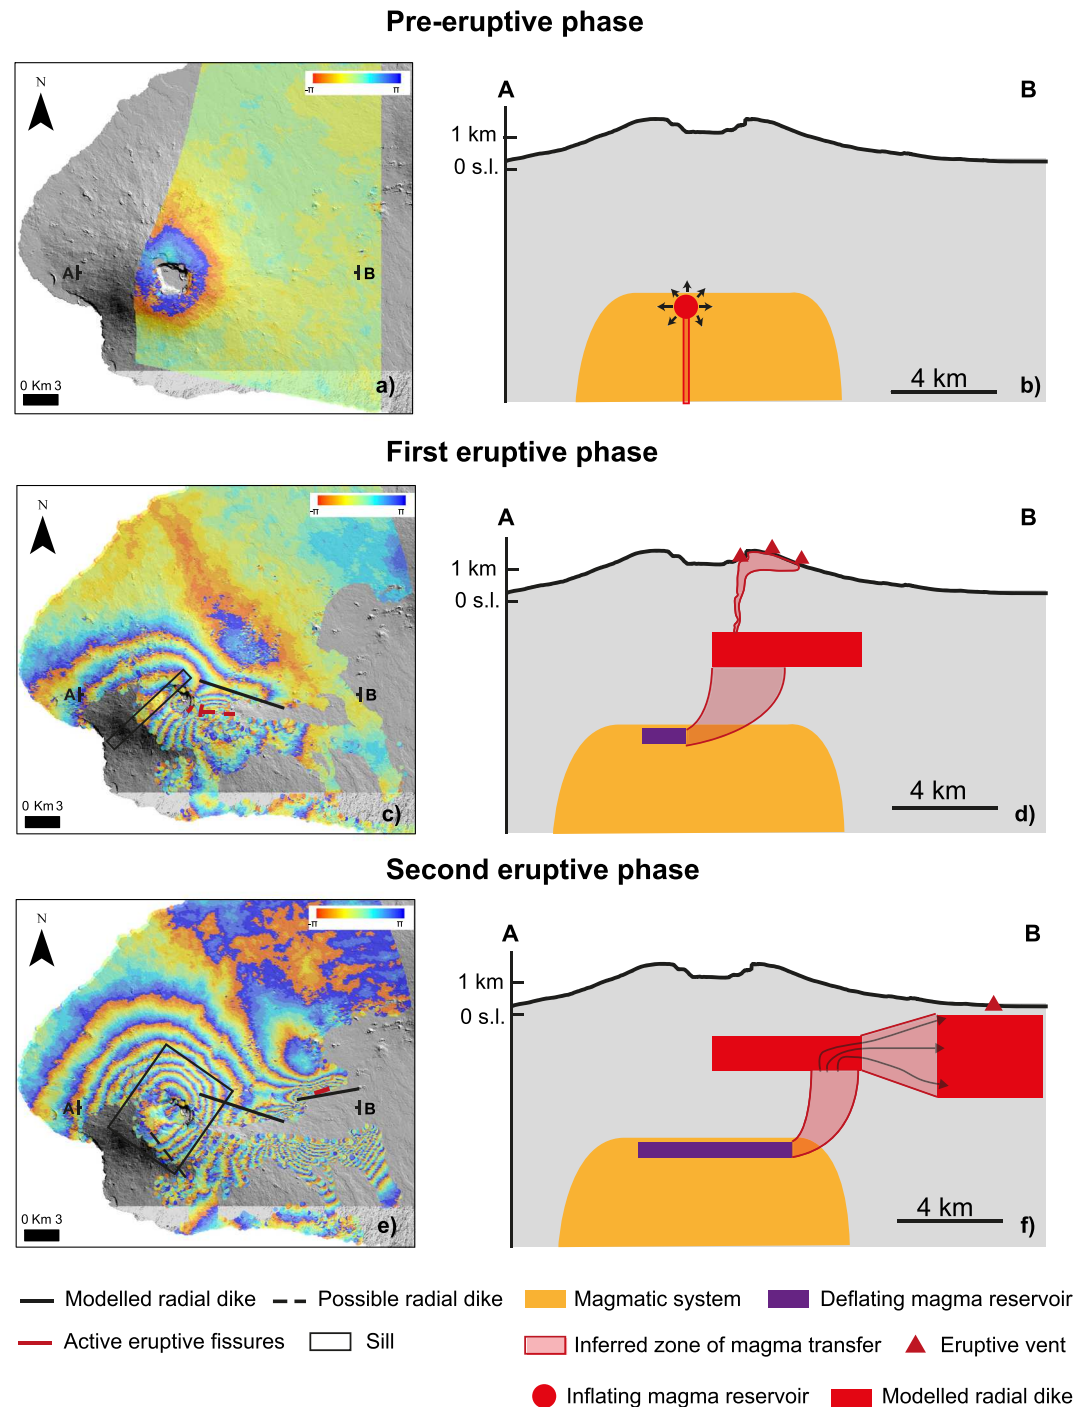 Pre-eruptive phase
N
-π π
A B
0 Km 3
a)
A B
1 km
0 s.l.
4 km
b)
First eruptive phase
N
-π π
A B
0 Km 3
c)
A B
1 km
0 s.l.
4 km
d)
Second eruptive phase
N
-π π
A B
0 Km 3
e)
A B
1 km
0 s.l.
4 km
f)
Modelled radial dike Possible radial dike Magmatic system Deflating magma reservoir
Active eruptive fissures Sill Inferred zone of magma transfer Eruptive vent
Inflating magma reservoir Modelled radial dike